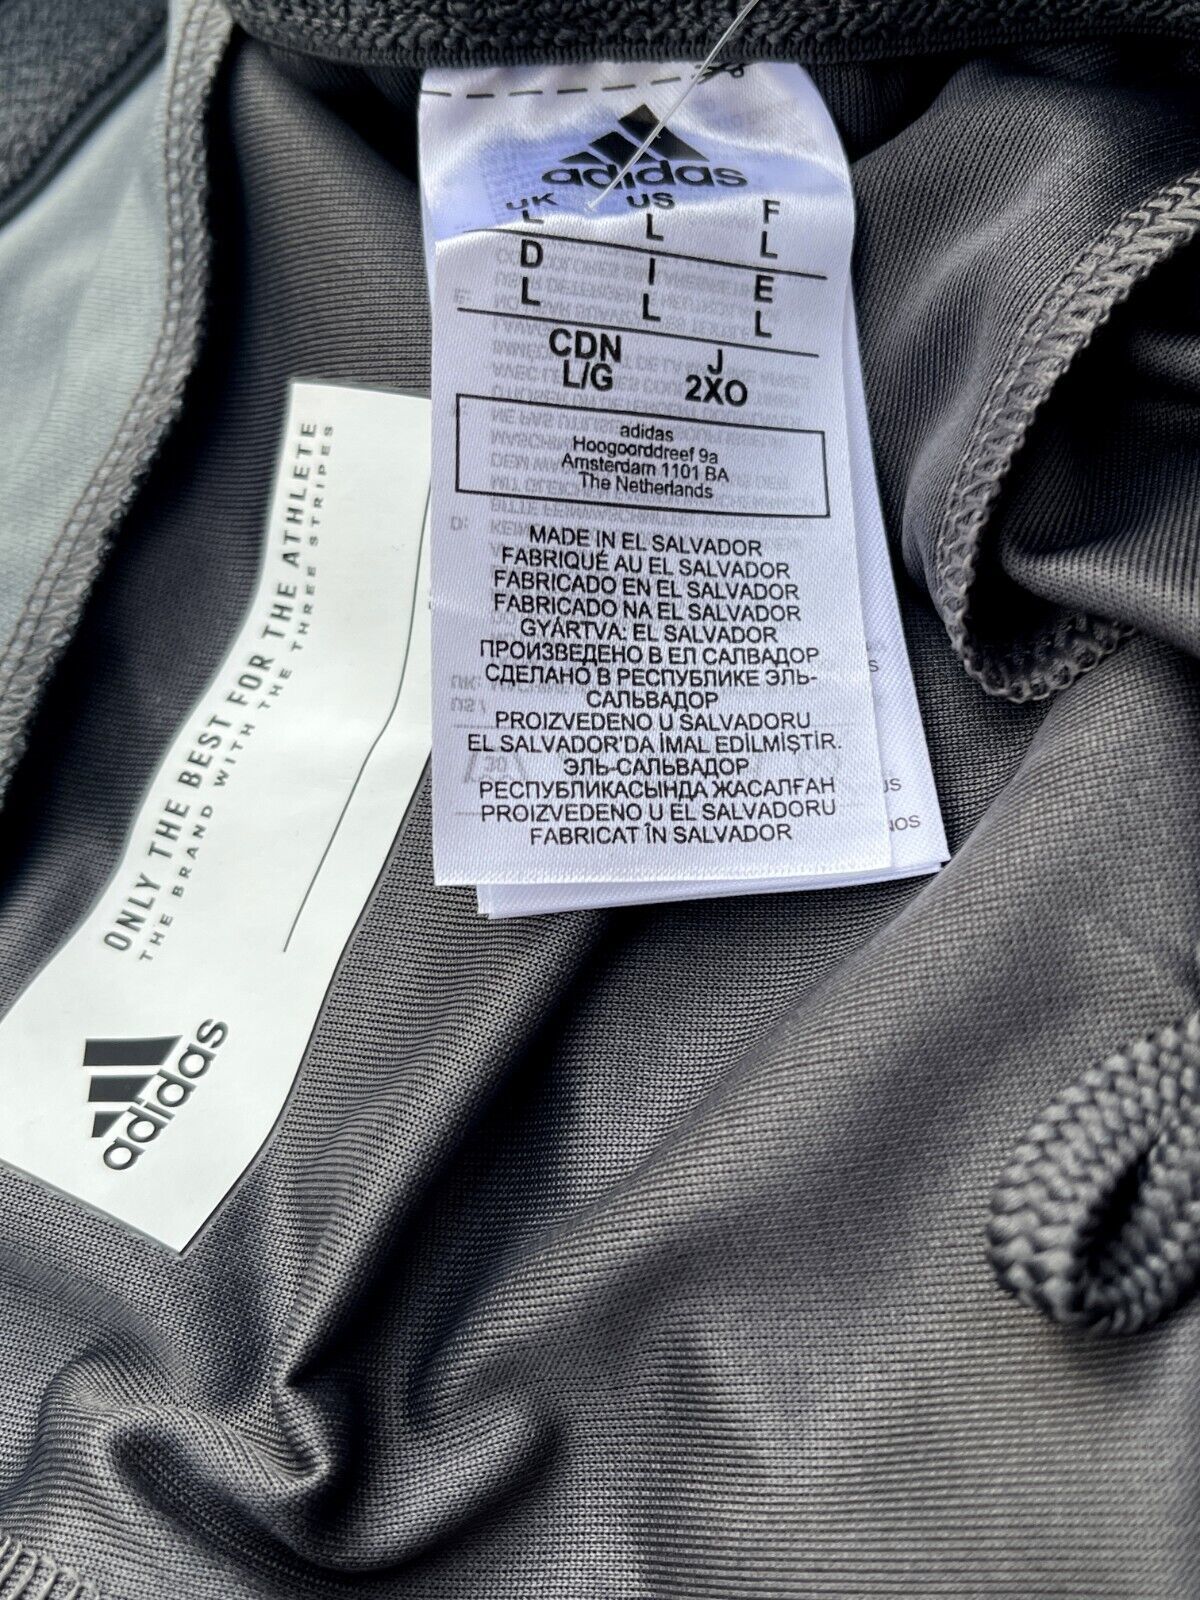 adidas
UK US F
L L L
D I E
L L L
CDN J
L/G 2XO
adidas
Hoogoorddreef 9a
Amsterdam 1101 BA
The Netherlands
MADE IN EL SALVADOR
FABRIQUÉ AU EL SALVADOR
FABRICADO EN EL SALVADOR
FABRICADO NA EL SALVADOR
GYÁRTVA: EL SALVADOR
ПРОИЗВЕДЕНО В ЕЛ САЛВАДОР
СДЕЛАНО В РЕСПУБЛИКЕ ЭЛЬ-
САЛЬВАДОР
PROIZVEDENO U SALVADORU
EL SALVADOR'DA İMAL EDİLMİŞTİR.
ЭЛЬ-САЛЬВАДОР
РЕСПУБЛИКАСЫНДА ЖАСАЛҒАН
PROIZVEDENO U EL SALVADORU
FABRICAT ÎN SALVADOR
ONLY THE BEST FOR THE ATHLETE
THE BRAND WITH THE THREE STRIPES
adidas